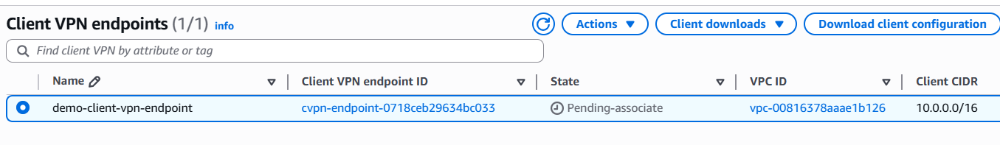 Client VPN endpoints (1/1) info
Actions
Client downloads
Download client configuration
Find client VPN by attribute or tag
Name Client VPN endpoint ID State VPC ID Client CIDR
demo-client-vpn-endpoint cvpn-endpoint-0718ceb29634bc033 Pending-associate vpc-00816378aaae1b126 10.0.0.0/16